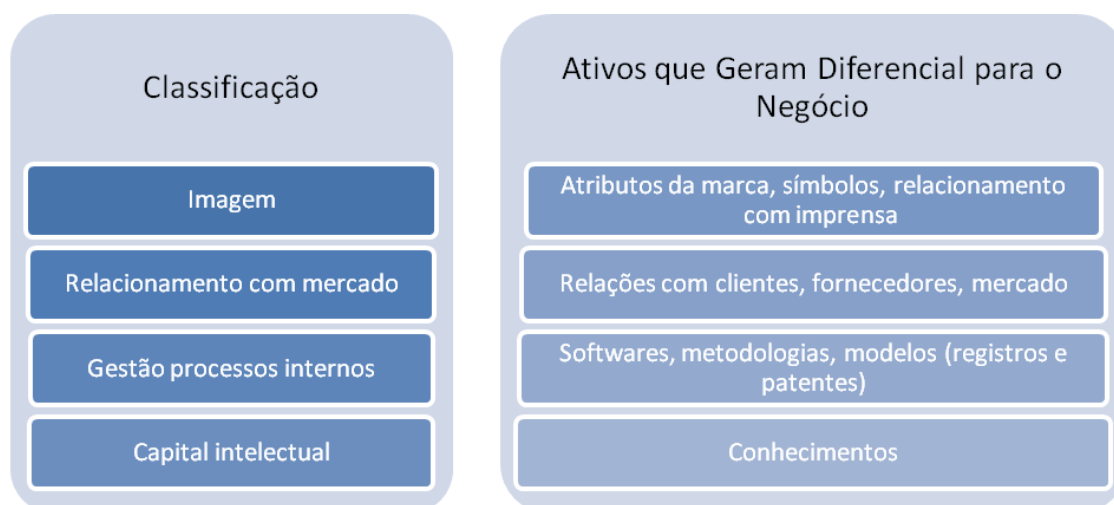 Classificação
Imagem
Relacionamento com mercado
Gestão processos internos
Capital intelectual
Ativos que Geram Diferencial para o
Negócio
Atributos da marca, símbolos, relacionamento
com imprensa
Relações com clientes, fornecedores, mercado
Softwares, metodologias, modelos (registros e
patentes)
Conhecimentos